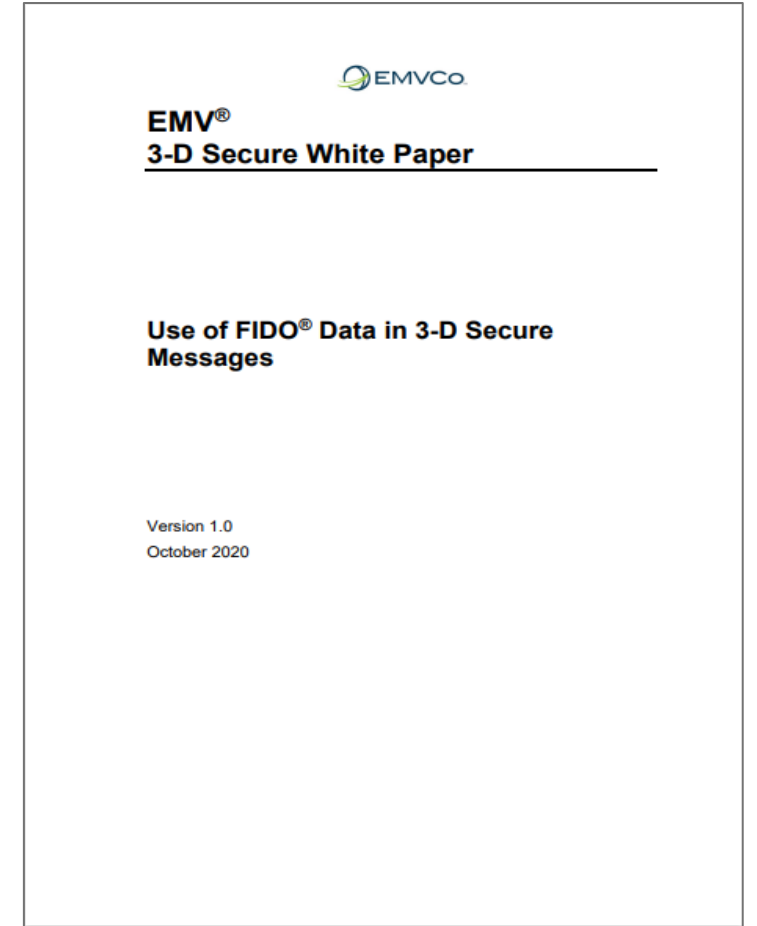 EMVCO
EMV®
3-D Secure White Paper
Use of FIDO® Data in 3-D Secure
Messages
Version 1.0
October 2020